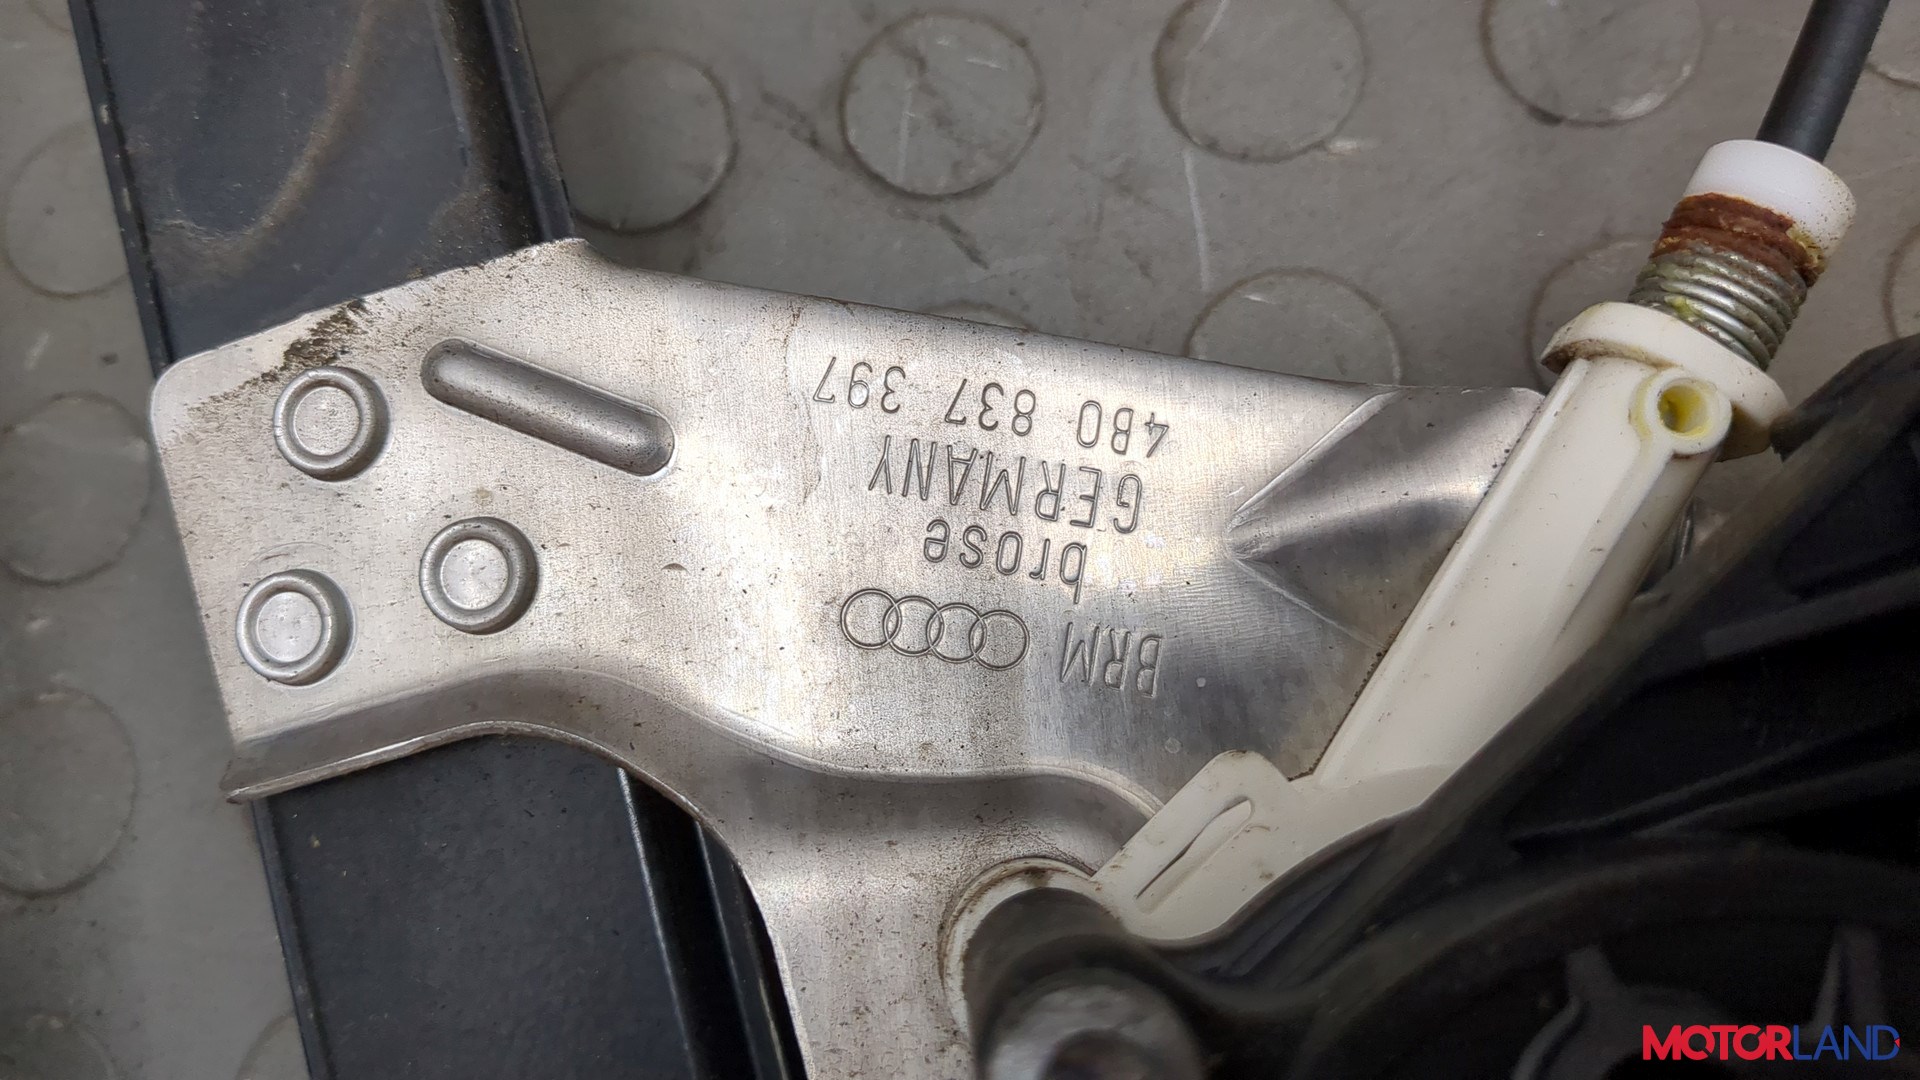 BRM
brose
GERMANY
4B0 837 397
MOTORLAND